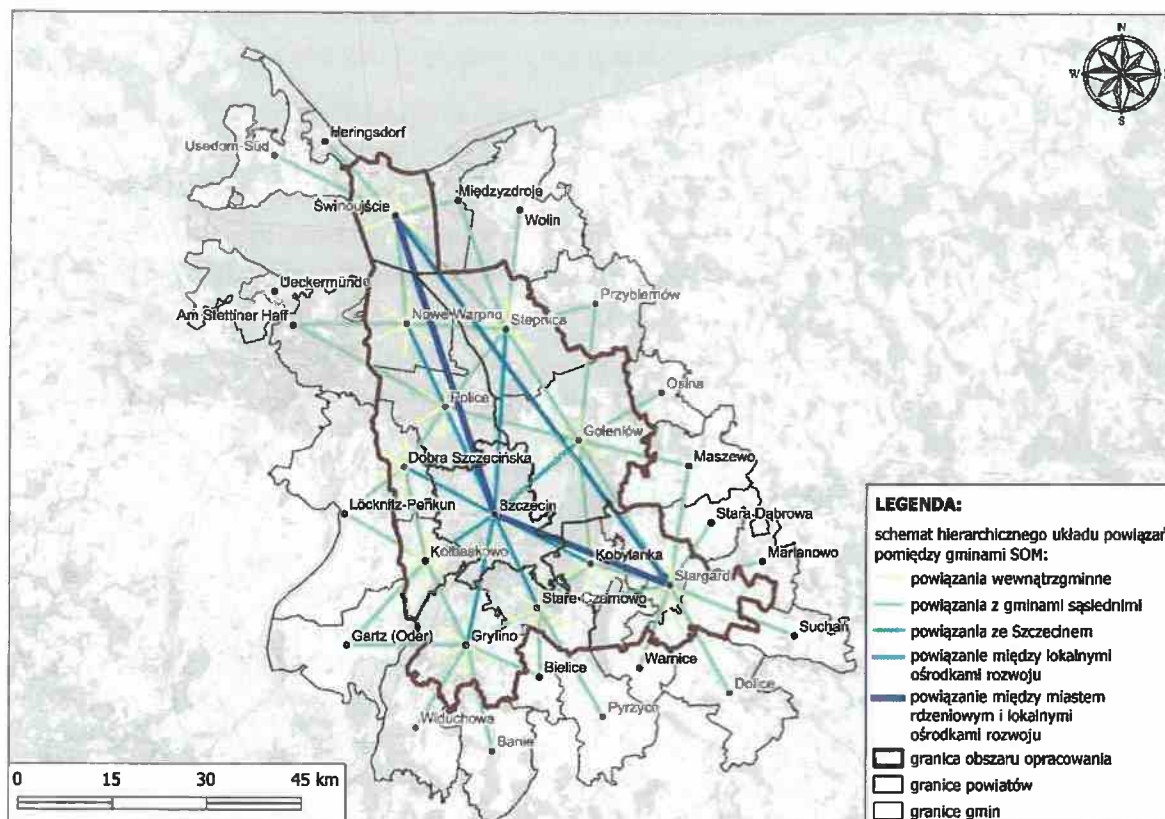 N
W
S
Heringsdorf
Usedom-Süd
Międzyzdroje
Świnoujście
Wolin
Ueckermünde
Przybiernów
Am Stettiner Haff
Nowe Warpno
Stepnica
Osina
Police
Goleniów
Dobra Szczecińska
Maszewo
Löcknitz-Penkun
Szczecin
Stara Dąbrowa
Kołbaskowo
Kobylanka
Marianowo
Stargard
Stare Czarnowo
Suchań
Gartz (Oder)
Gryfino
Bielice
Warnice
Dolice
Widuchowa
Pyrzyce
Banie
0 15 30 45 km
LEGENDA:
schemat hierarchicznego układu powiązań
pomiędzy gminami SOM:
powiązania wewnątrzgminne
powiązania z gminami sąsiednimi
powiązania ze Szczecinem
powiązanie między lokalnymi
ośrodkami rozwoju
powiązanie między miastem
rdzeniowym i lokalnymi
ośrodkami rozwoju
granica obszaru opracowania
granice powiatów
granice gmin